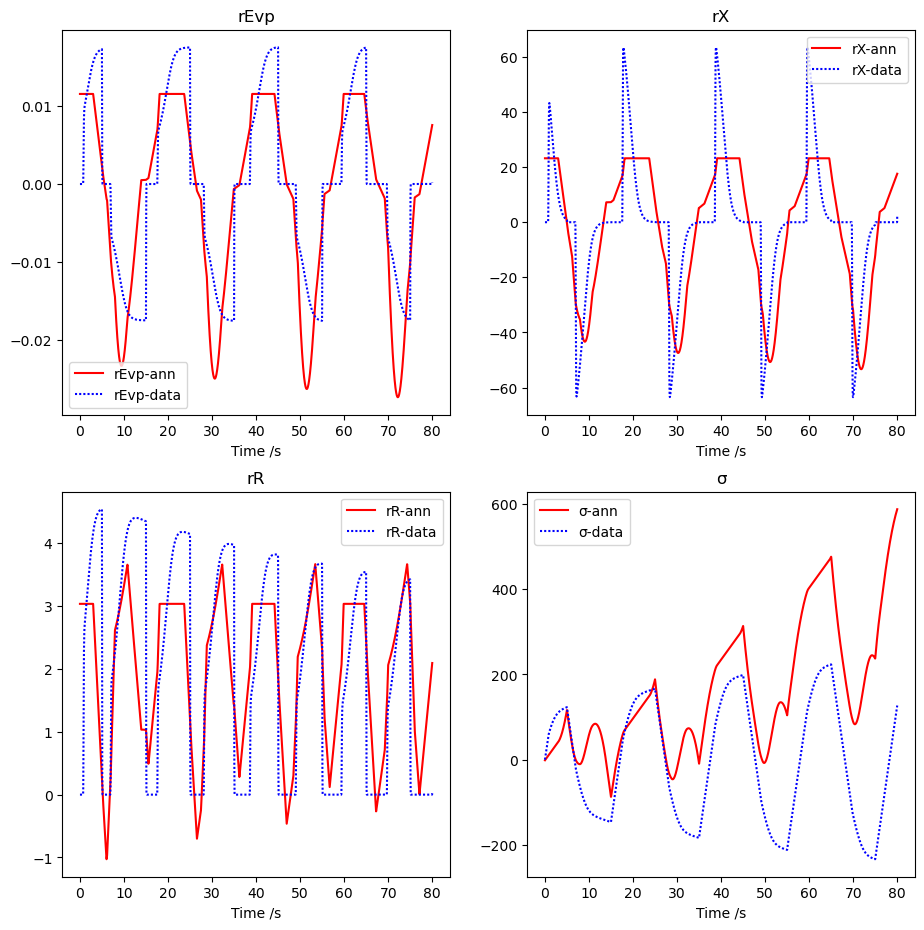 rEvp
0.01
0.00
−0.01
−0.02
rEvp-ann
rEvp-data
0 10 20 30 40 50 60 70 80
Time /s
rX
60
40
20
0
−20
−40
−60
rX-ann
rX-data
0 10 20 30 40 50 60 70 80
Time /s
rR
4
3
2
1
0
−1
rR-ann
rR-data
0 10 20 30 40 50 60 70 80
Time /s
σ
600
400
200
0
−200
σ-ann
σ-data
0 10 20 30 40 50 60 70 80
Time /s